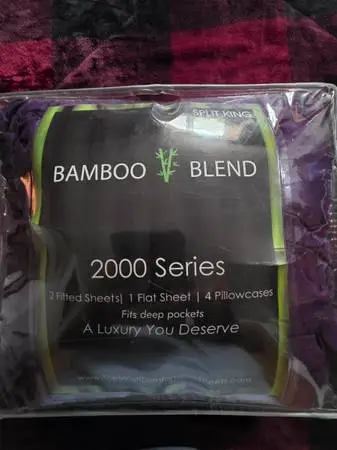 SPLIT KING
BAMBOO BLEND
2000 Series
2 Fitted Sheets| 1 Flat Sheet | 4 Pillowcases
Fits deep pockets
A Luxury You Deserve